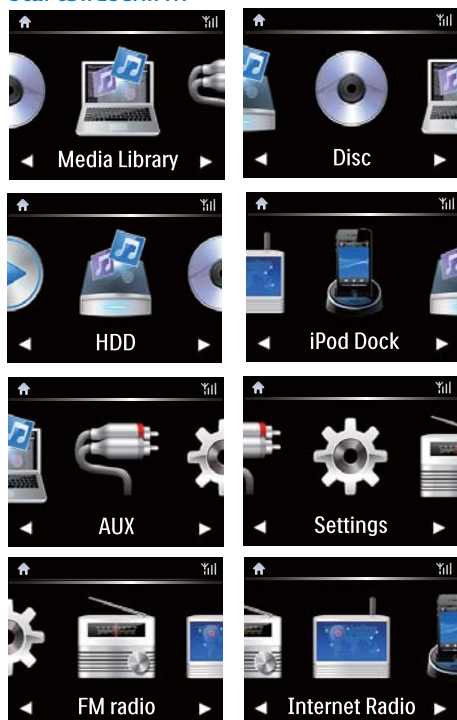 Media Library
Disc
HDD
iPod Dock
AUX
Settings
FM radio
Internet Radio